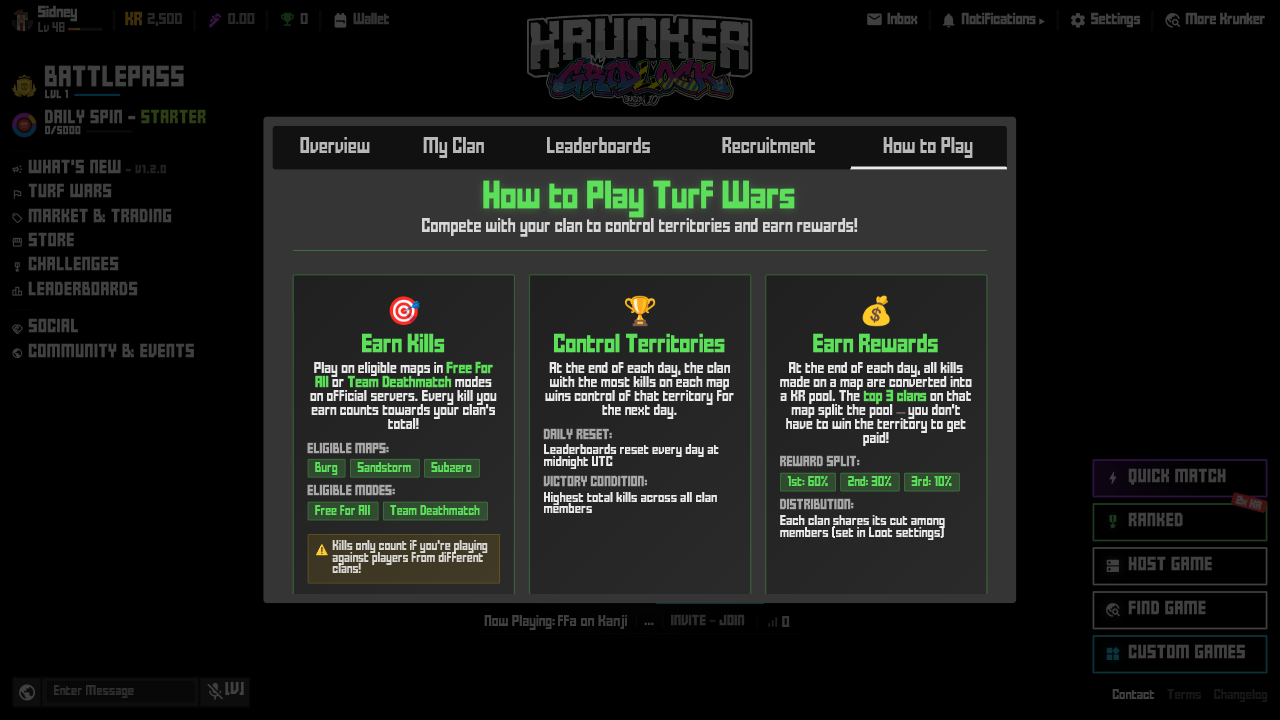 Sidney
Lv 48
KR 2,500
0.00
0
Wallet
Inbox
Notifications ▸
Settings
More Krunker
KRUNKER
GRIDLOCK
BATTLEPASS
LVL 1
DAILY SPIN - STARTER
0/5000
WHAT'S NEW - V1.2.0
TURF WARS
MARKET & TRADING
STORE
CHALLENGES
LEADERBOARDS
SOCIAL
COMMUNITY & EVENTS
Overview
My Clan
Leaderboards
Recruitment
How to Play
How to Play Turf Wars
Compete with your clan to control territories and earn rewards!
Earn Kills
Play on eligible maps in Free For
All or Team Deathmatch modes
on official servers. Every kill you
earn counts towards your clan's
total!
ELIGIBLE MAPS:
Burg
Sandstorm
Subzero
ELIGIBLE MODES:
Free For All
Team Deathmatch
Kills only count if you're playing
against players from different
clans!
Control Territories
At the end of each day, the clan
with the most kills on each map
wins control of that territory for
the next day.
DAILY RESET:
Leaderboards reset every day at
midnight UTC
VICTORY CONDITION:
Highest total kills across all clan
members
Earn Rewards
At the end of each day, all kills
made on a map are converted into
a KR pool. The top 3 clans on that
map split the pool — you don't
have to win the territory to get
paid!
REWARD SPLIT:
1st: 60%
2nd: 30%
3rd: 10%
DISTRIBUTION:
Each clan shares its cut among
members (set in Loot settings)
QUICK MATCH
2x KR
RANKED
HOST GAME
FIND GAME
CUSTOM GAMES
Now Playing: FFa on Kanji
...
INVITE - JOIN
0
Enter Message
[V]
Contact
Terms
Changelog